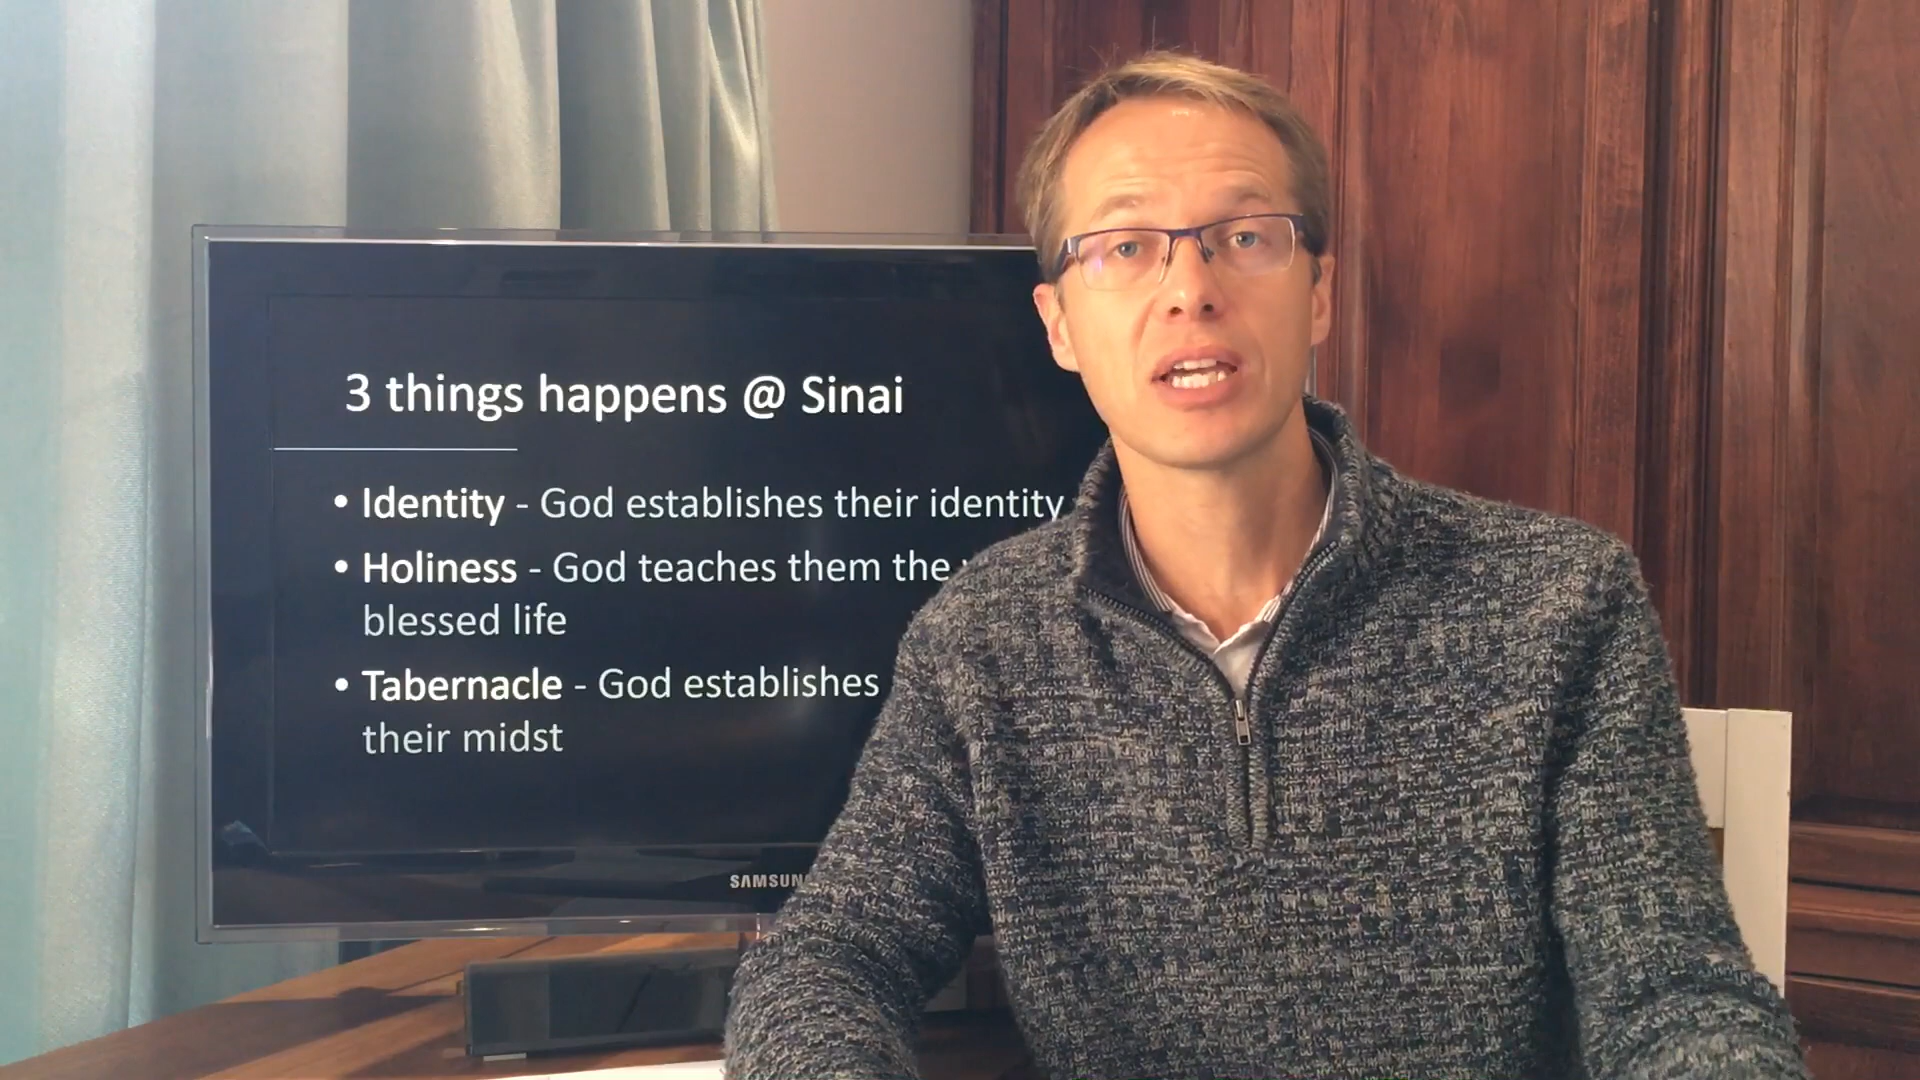 3 things happens @ Sinai
• Identity - God establishes their identity
• Holiness - God teaches them the
blessed life
• Tabernacle - God establishes
their midst